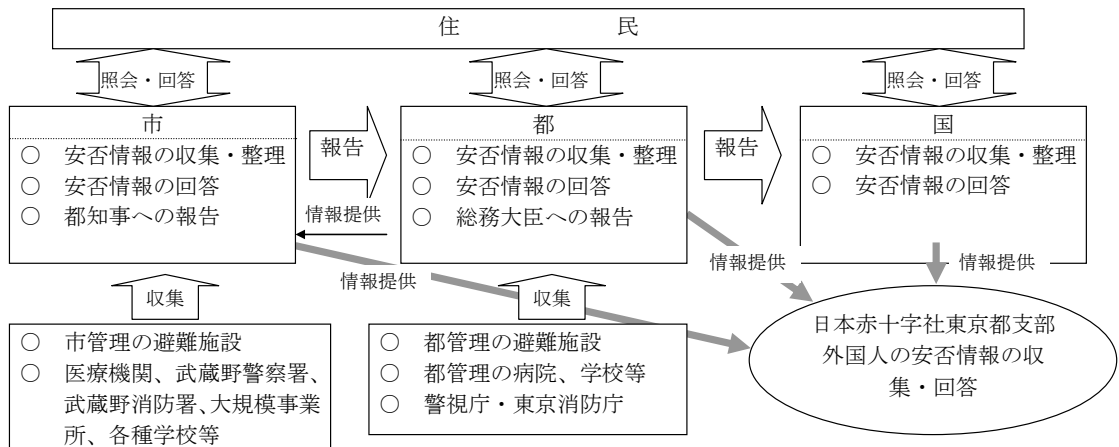 住　　　　民
照会・回答
照会・回答
照会・回答
市
○　安否情報の収集・整理
○　安否情報の回答
○　都知事への報告
報告
都
○　安否情報の収集・整理
○　安否情報の回答
○　総務大臣への報告
報告
国
○　安否情報の収集・整理
○　安否情報の回答
情報提供
情報提供
情報提供
情報提供
収集
収集
○　市管理の避難施設
○　医療機関、武蔵野警察署、
武蔵野消防署、大規模事業
所、各種学校等
○　都管理の避難施設
○　都管理の病院、学校等
○　警視庁・東京消防庁
日本赤十字社東京都支部
外国人の安否情報の収
集・回答